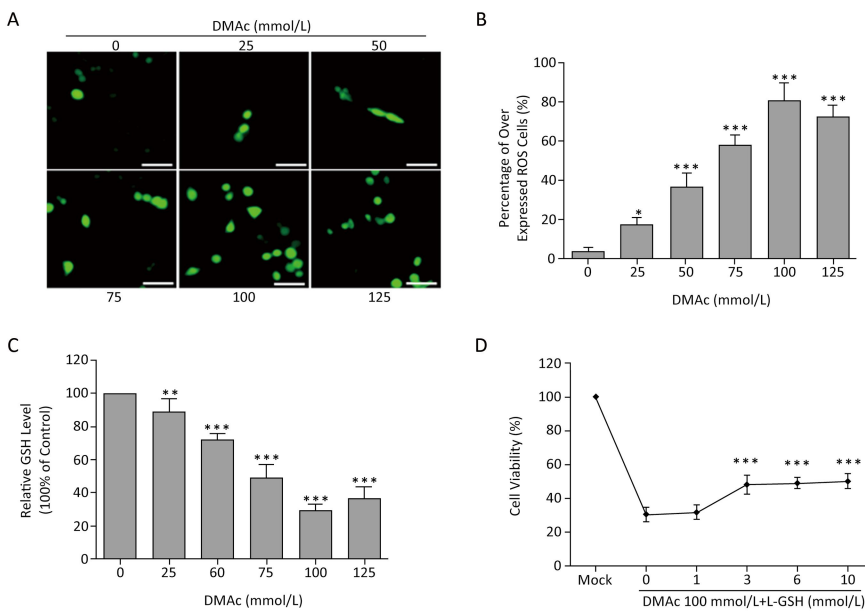 A
DMAc (mmol/L)
0 25 50
75 100 125
B
Percentage of Over
Expressed ROS Cells (%)
100
80
60
40
20
0
* *** *** *** ***
0 25 50 75 100 125
DMAc (mmol/L)
C
Relative GSH Level
(100% of Control)
120
100
80
60
40
20
0
** *** *** *** ***
0 25 60 75 100 125
DMAc (mmol/L)
D
Cell Viability (%)
120
100
80
60
40
20
0
*** *** ***
Mock 0 1 3 6 10
DMAc 100 mmol/L+L-GSH (mmol/L)